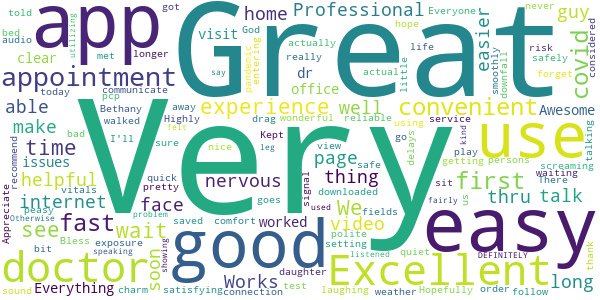 told
got
app
Great
home
Professional
Everyone
never
guy
audio
bed
met
longer
utilizing
God
actually
hope
easier
covid
clear
visit
entering
really
life
risk
safely
considered
appointment
today
communicate
say
pandemic
dr
actual
little
smoothly
downfall
forget
able
pcp
Bethany
away
experience
office
convenient
Awesome
make
walked
Highly
drag
wonderful
reliable
using
service
kind
talking
time
bad
I'll
felt
Kept
well
go
play
delays
use
recommend
issues
vitals
sure
nice
leg
view
page
safe
getting
persons
screaming
helpful
quick
pretty
nervous
signal
thing
downloaded
sit
There
waiting
internet
Very
goes
used
We
fields
fairly
us
first
Appreciate
peasy
Otherwise
face
problem
saved
comfort
worked
video
polite
setting
quiet
easy
thru
talk
see
fast
wait
good
listened
Bless
bit
exposure
speaking
soon
showing
Works
daughter
Excellent
DEFINITELY
thank
doctor
Everything
satisfying
test
laughing
weather
order
long
sound
charm
connection
Hopefully
follow